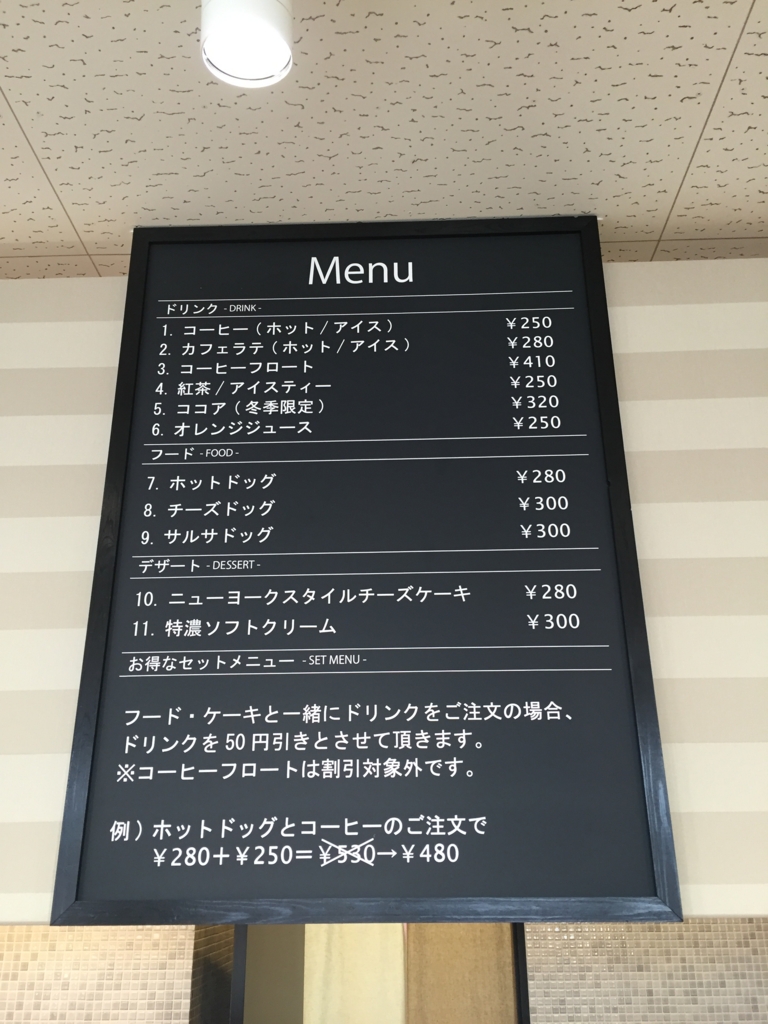 Menu
ドリンク - DRINK -
1. コーヒー ( ホット / アイス ) ￥250
2. カフェラテ ( ホット / アイス ) ￥280
3. コーヒーフロート ￥410
4. 紅茶 / アイスティー ￥250
5. ココア ( 冬季限定 ) ￥320
6. オレンジジュース ￥250
フード - FOOD -
7. ホットドッグ ￥280
8. チーズドッグ ￥300
9. サルサドッグ ￥300
デザート - DESSERT -
10. ニューヨークスタイルチーズケーキ ￥280
11. 特濃ソフトクリーム ￥300
お得なセットメニュー - SET MENU -
フード・ケーキと一緒にドリンクをご注文の場合、
ドリンクを 50 円引きとさせて頂きます。
※コーヒーフロートは割引対象外です。
例 ) ホットドッグとコーヒーのご注文で
￥280＋￥250＝￥530→￥480